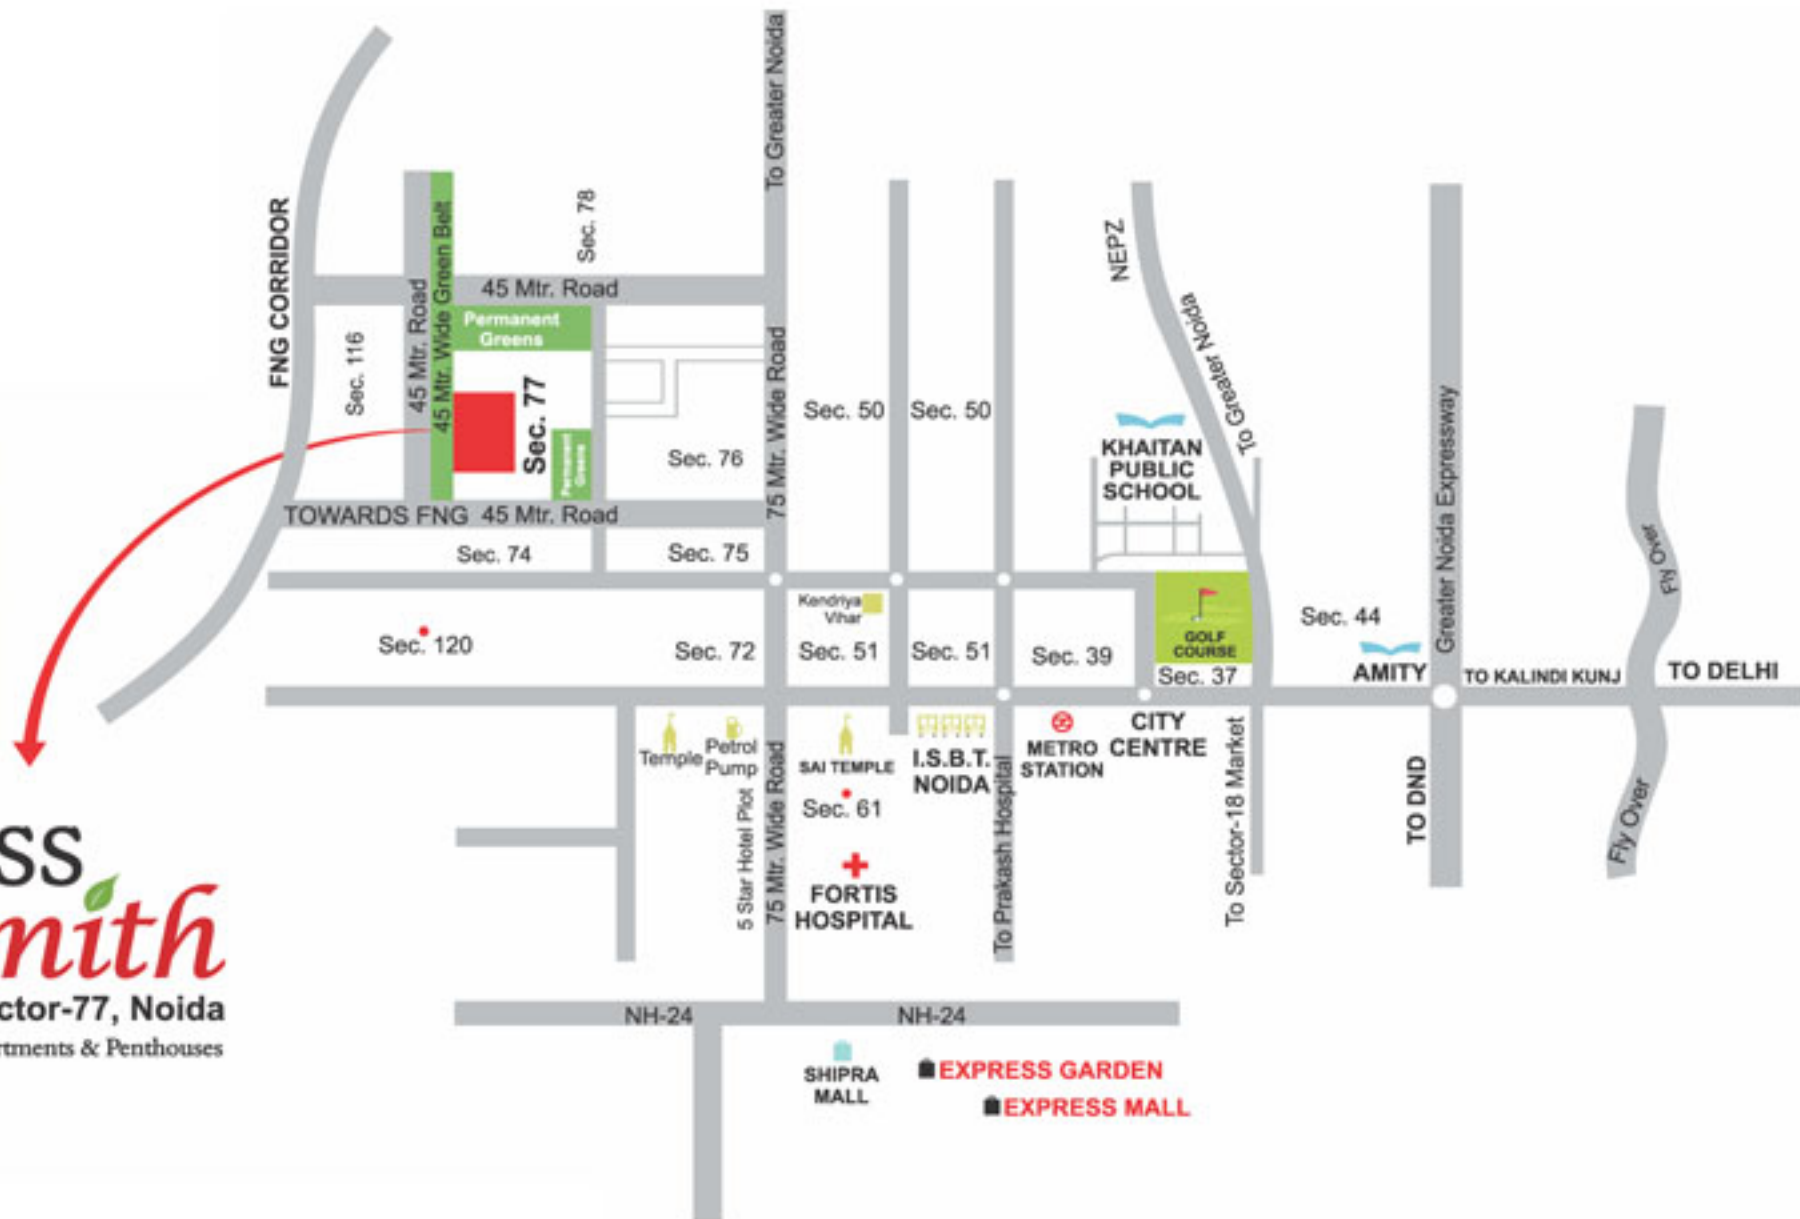 To Greater Noida
FNG CORRIDOR
Sec. 116
45 Mtr. Road
45 Mtr. Wide Green Belt
Sec. 78
45 Mtr. Road
Permanent
Greens
Sec. 77
Permanent
Greens
Sec. 76
75 Mtr. Wide Road
Sec. 50
Sec. 50
NEPZ
To Greater Noida
KHAITAN
PUBLIC
SCHOOL
Greater Noida Expressway
Fly Over
TOWARDS FNG 45 Mtr. Road
Sec. 74
Sec. 75
Kendriya
Vihar
Sec. 120
Sec. 72
Sec. 51
Sec. 51
Sec. 39
GOLF
COURSE
Sec. 37
Sec. 44
AMITY
TO KALINDI KUNJ
TO DELHI
Temple
Petrol
Pump
5 Star Hotel Plot
75 Mtr. Wide Road
SAI TEMPLE
Sec. 61
FORTIS
HOSPITAL
I.S.B.T.
NOIDA
To Prakash Hospital
METRO
STATION
CITY
CENTRE
To Sector-18 Market
TO DND
Fly Over
ss
nith
ctor-77, Noida
rtments & Penthouses
NH-24
NH-24
SHIPRA
MALL
EXPRESS GARDEN
EXPRESS MALL